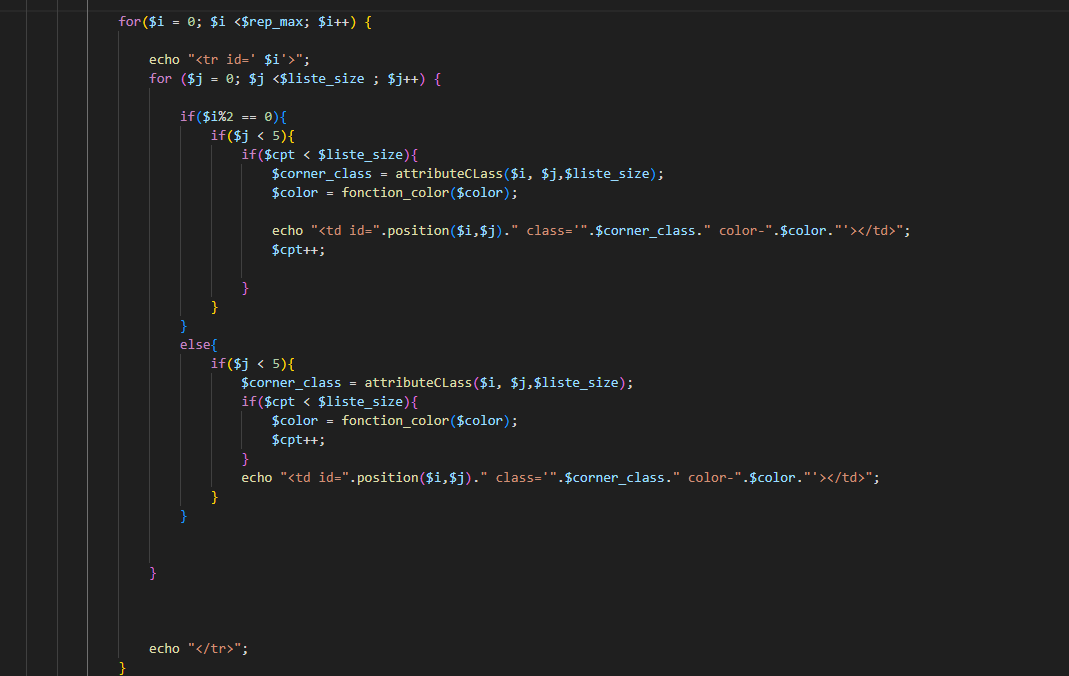 for($i = 0; $i <$rep_max; $i++) {
echo "<tr id=' $i'>";
for ($j = 0; $j <$liste_size ; $j++) {
if($i%2 == 0){
if($j < 5){
if($cpt < $liste_size){
$corner_class = attributeCLass($i, $j,$liste_size);
$color = fonction_color($color);
echo "<td id=".position($i,$j)." class='".$corner_class." color-".$color."'></td>";
$cpt++;
}
}
}
else{
if($j < 5){
$corner_class = attributeCLass($i, $j,$liste_size);
if($cpt < $liste_size){
$color = fonction_color($color);
$cpt++;
}
echo "<td id=".position($i,$j)." class='".$corner_class." color-".$color."'></td>";
}
}
}
echo "</tr>";
}